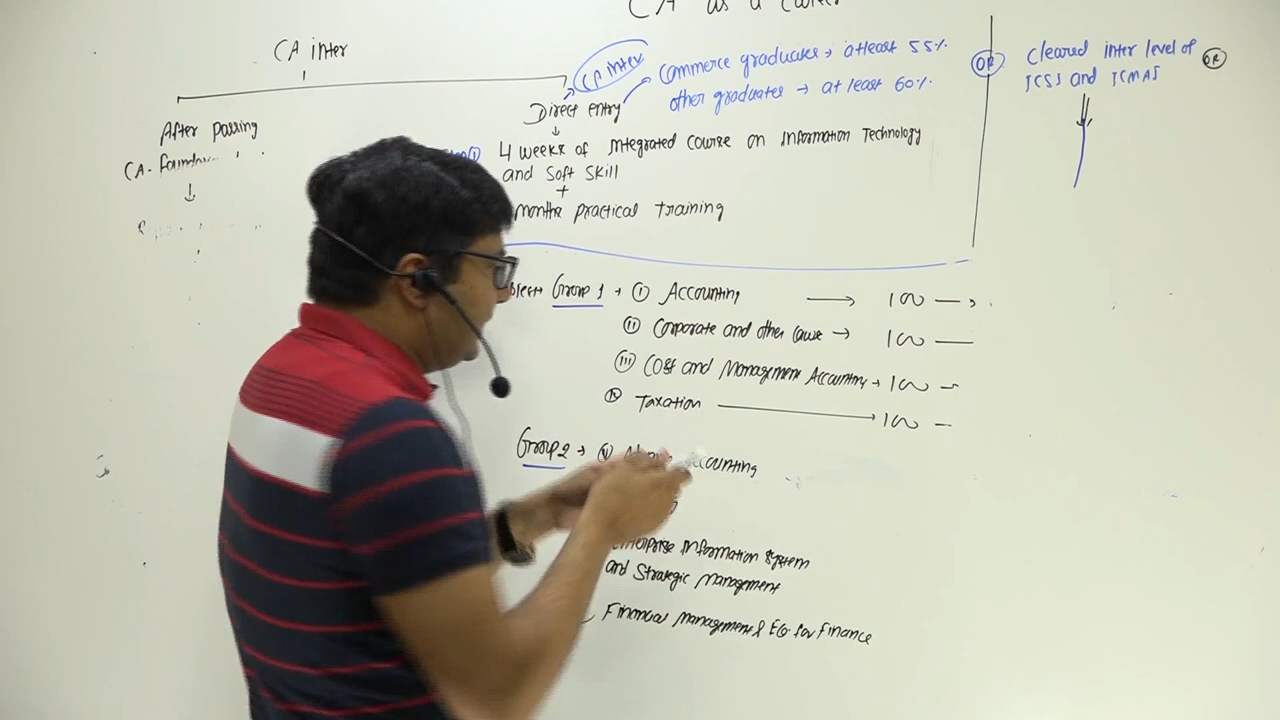 CA as a Career
CA inter
After passing
CA-foundation
CA inter
Direct entry
Commerce graduates → atleast 55%
other graduates → at least 60%
① 4 weeks of Integrated Course on Information Technology
and Soft Skill
+
months practical training
OR
Cleared inter level of
ICSI and ICMAI
OR
Group 1 → ① Accounting → 100
② Corporate and other laws → 100
③ Cost and Management Accounting → 100
④ Taxation → 100
Group 2 → Ⓥ Accounting
Enterprise Information System
and Strategic Management
Financial management & ECO for Finance